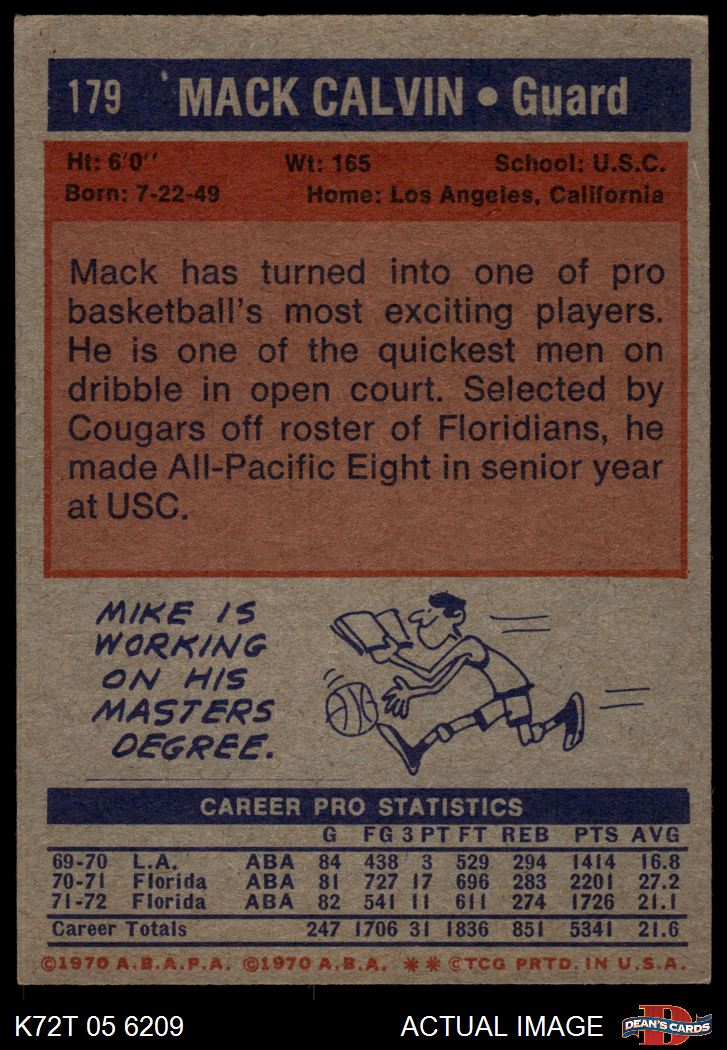 179 MACK CALVIN • Guard
Ht: 6'0'' Wt: 165 School: U.S.C.
Born: 7-22-49 Home: Los Angeles, California
Mack has turned into one of pro
basketball's most exciting players.
He is one of the quickest men on
dribble in open court. Selected by
Cougars off roster of Floridians, he
made All-Pacific Eight in senior year
at USC.
MIKE IS
WORKING
ON HIS
MASTERS
DEGREE.
CAREER PRO STATISTICS
G FG 3 PT FT REB PTS AVG
69-70 L.A. ABA 84 438 3 529 294 1414 16.8
70-71 Florida ABA 81 727 17 696 283 2201 27.2
71-72 Florida ABA 82 541 11 611 274 1726 21.1
Career Totals 247 1706 31 1836 851 5341 21.6
©1970 A.B.A.P.A. ©1970 A.B.A. ** ©TCG PRTD. IN U.S.A.
K72T 05 6209 ACTUAL IMAGE D DEAN'S CARDS